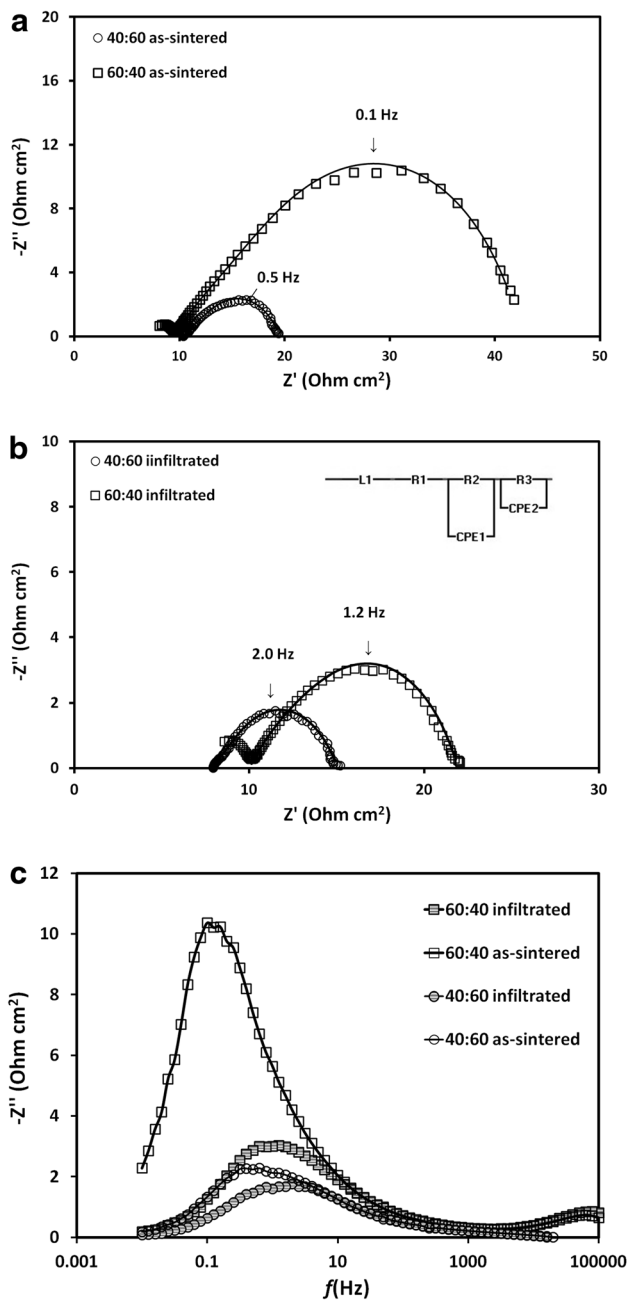 a
-Z'' (Ohm cm²)
-20
16
12
8
4
0
40:60 as-sintered
60:40 as-sintered
0.1 Hz
0.5 Hz
0
10
20
30
40
50
Z' (Ohm cm²)
b
-Z'' (Ohm cm²)
10
8
6
4
2
0
40:60 iinfiltrated
60:40 infiltrated
L1
R1
R2
R3
CPE1
CPE2
1.2 Hz
2.0 Hz
0
10
20
30
Z' (Ohm cm²)
c
-Z'' (Ohm cm²)
12
10
8
6
4
2
0
60:40 infiltrated
60:40 as-sintered
40:60 infiltrated
40:60 as-sintered
0.001
0.1
10
1000
100000
f(Hz)